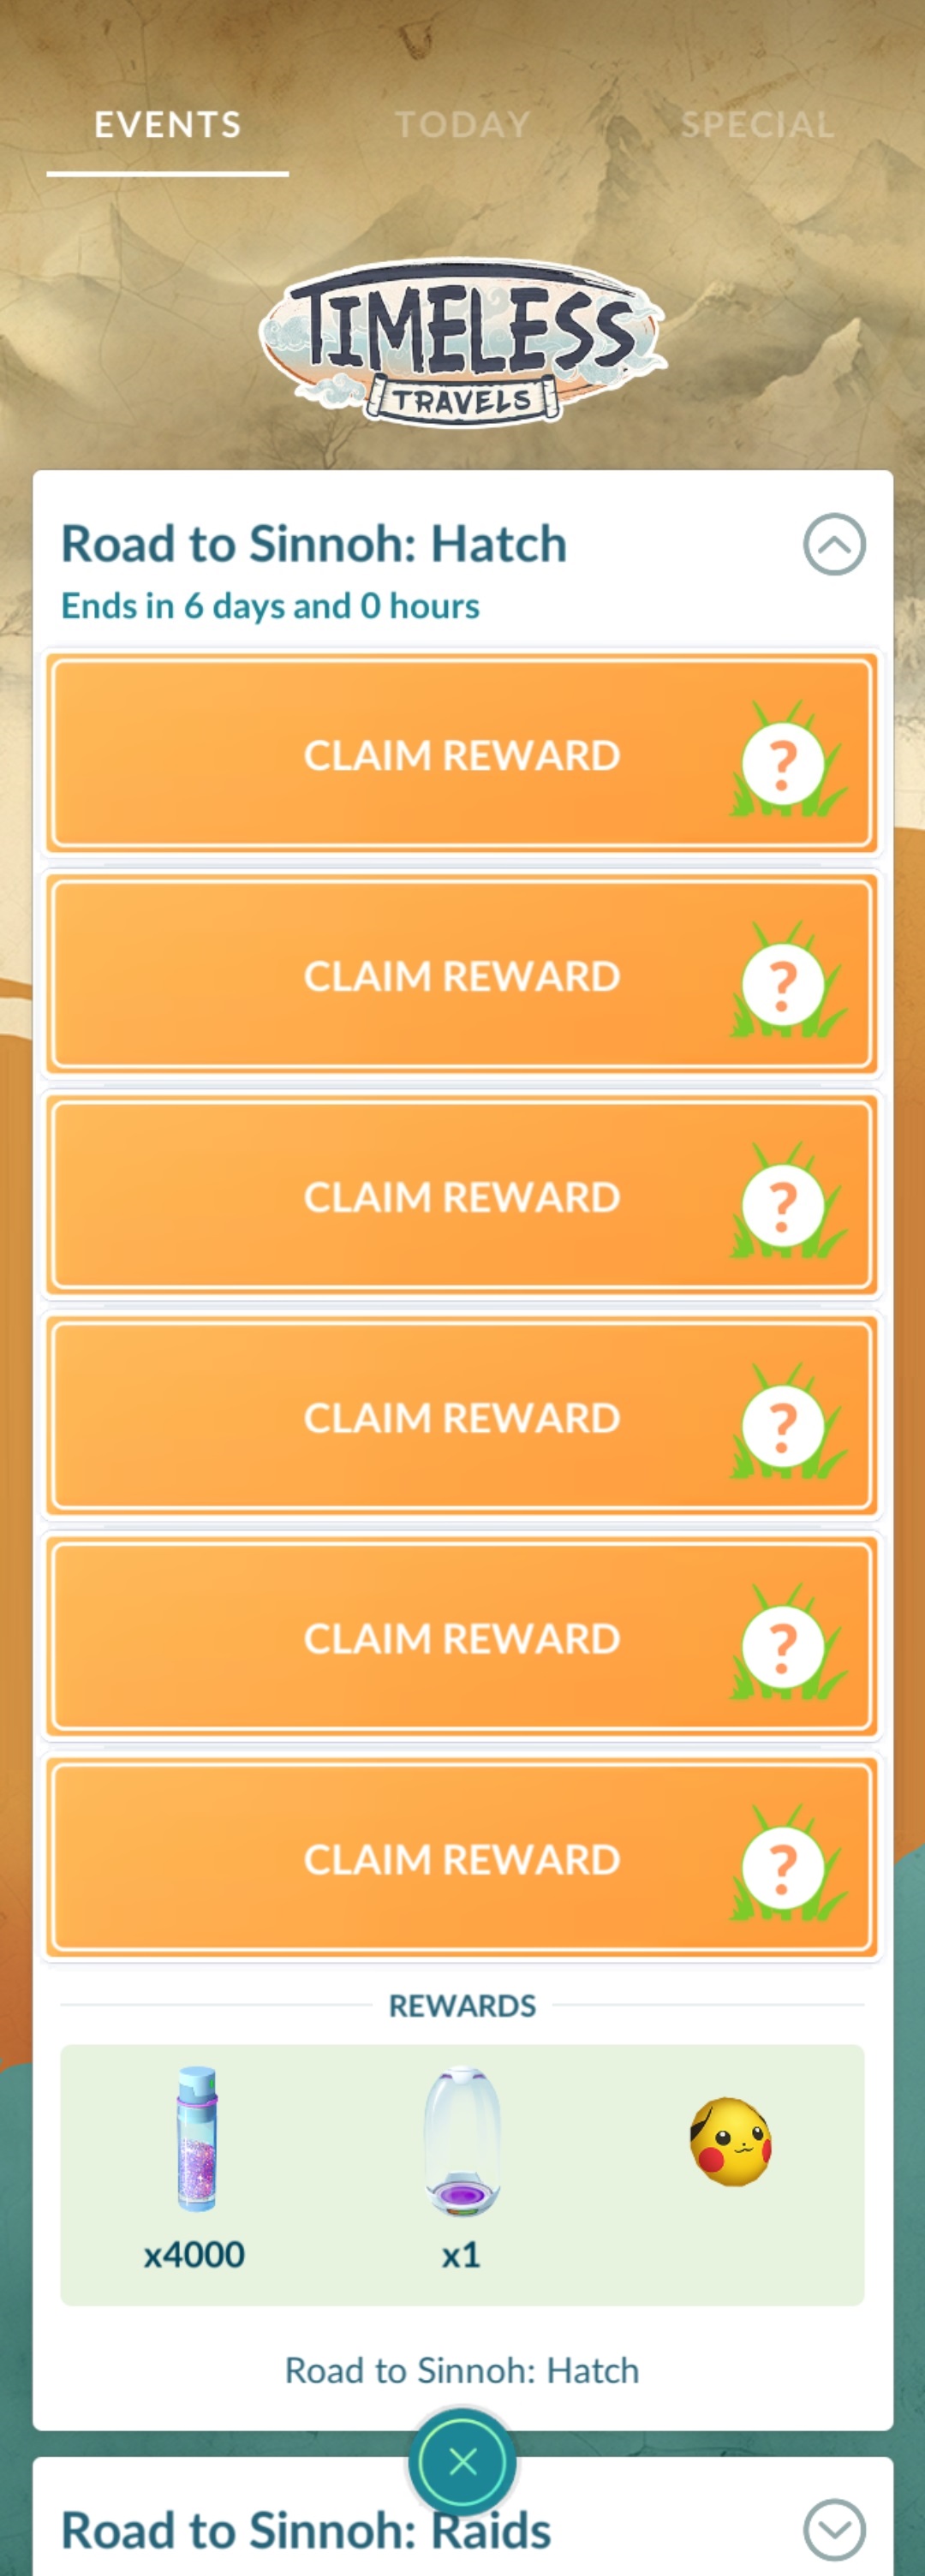 EVENTS TODAY SPECIAL
TIMELESS
TRAVELS
Road to Sinnoh: Hatch
Ends in 6 days and 0 hours
CLAIM REWARD ?
CLAIM REWARD ?
CLAIM REWARD ?
CLAIM REWARD ?
CLAIM REWARD ?
CLAIM REWARD ?
REWARDS
x4000 x1
Road to Sinnoh: Hatch
Road to Sinnoh: Raids